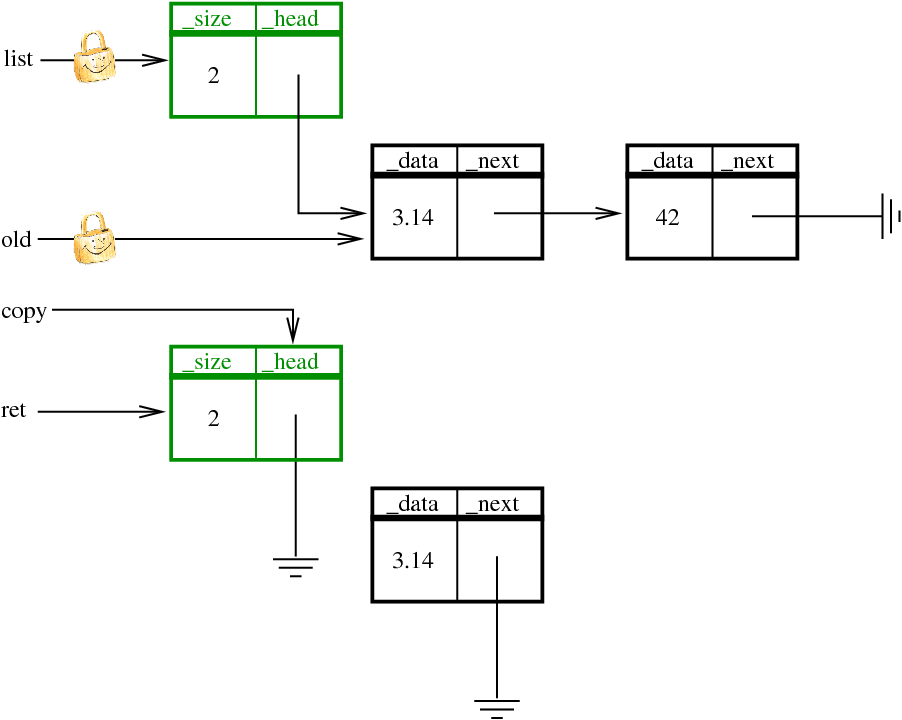 _size _head
list
2
_data _next _data _next
3.14 42
old
copy
_size _head
ret
2
_data _next
3.14